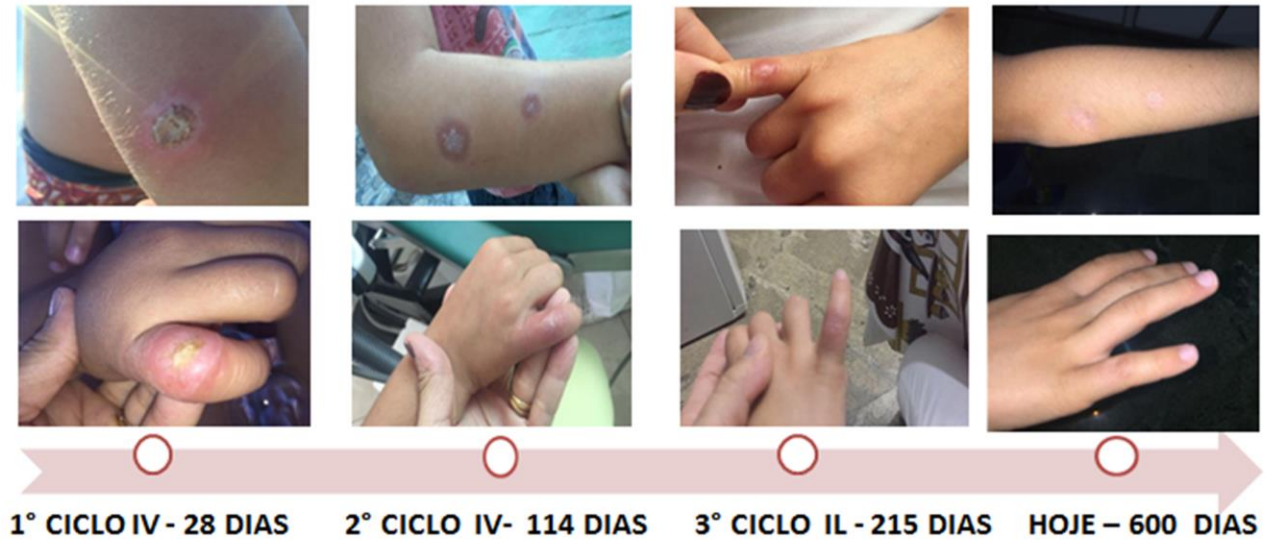 1° CICLO IV - 28 DIAS
2° CICLO IV- 114 DIAS
3° CICLO IL - 215 DIAS
HOJE – 600 DIAS